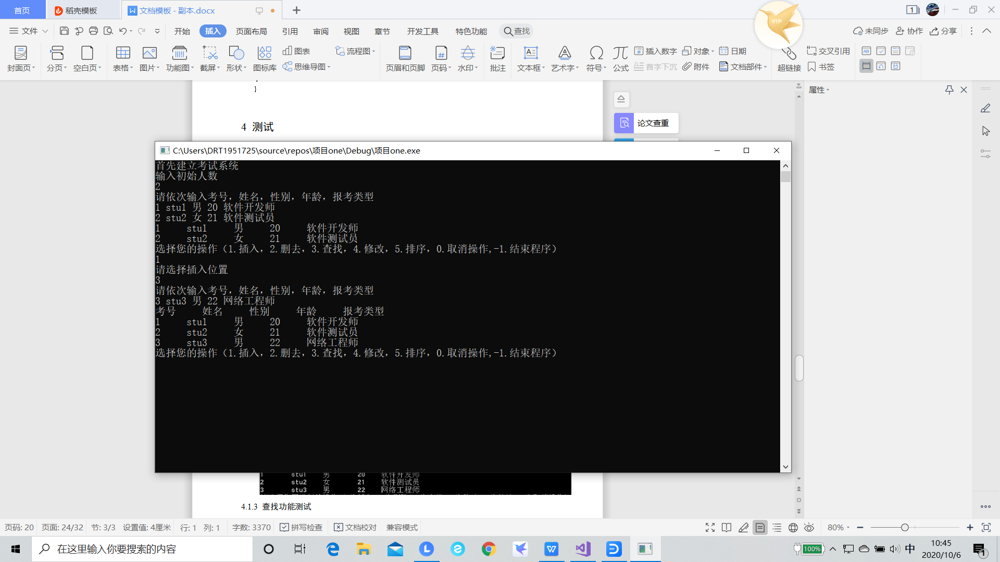 首页 稻壳模板 文档模板 - 副本.docx
文件 开始 插入 页面布局 引用 审阅 视图 章节 开发工具 特色功能 查找 VIP 未同步 协作 分享
图表 流程图 插入数字 对象 日期 交叉引用
封面页 分页 空白页 表格 图片 功能图 截屏 形状 图标库 思维导图 页眉和页脚 页码 水印 批注 文本框 艺术字 符号 公式 首字下沉 附件 文档部件 超链接 书签
}
属性
4 测试
论文查重
C:\Users\DRT1951725\source\repos\项目one\Debug\项目one.exe
首先建立考试系统
输入初始人数
2
请依次输入考号，姓名，性别，年龄，报考类型
1 stu1 男 20 软件开发师
2 stu2 女 21 软件测试员
1 stu1 男 20 软件开发师
2 stu2 女 21 软件测试员
选择您的操作（1.插入，2.删去，3.查找，4.修改，5.排序，0.取消操作,-1.结束程序）
1
请选择插入位置
3
请依次输入考号，姓名，性别，年龄，报考类型
3 stu3 男 22 网络工程师
考号 姓名 性别 年龄 报考类型
1 stu1 男 20 软件开发师
2 stu2 女 21 软件测试员
3 stu3 男 22 网络工程师
选择您的操作（1.插入，2.删去，3.查找，4.修改，5.排序，0.取消操作,-1.结束程序）
1 stu1 男 20 软件开发师
2 stu2 女 21 软件测试员
3 stu3 男 22 网络工程师
4.1.3 查找功能测试
页码: 20 页面: 24/32 节: 3/3 设置值: 4厘米 行: 1 列: 1 字数: 3370 拼写检查 文档校对 兼容模式 80%
在这里输入你要搜索的内容 100% 中 10:45
2020/10/6 1